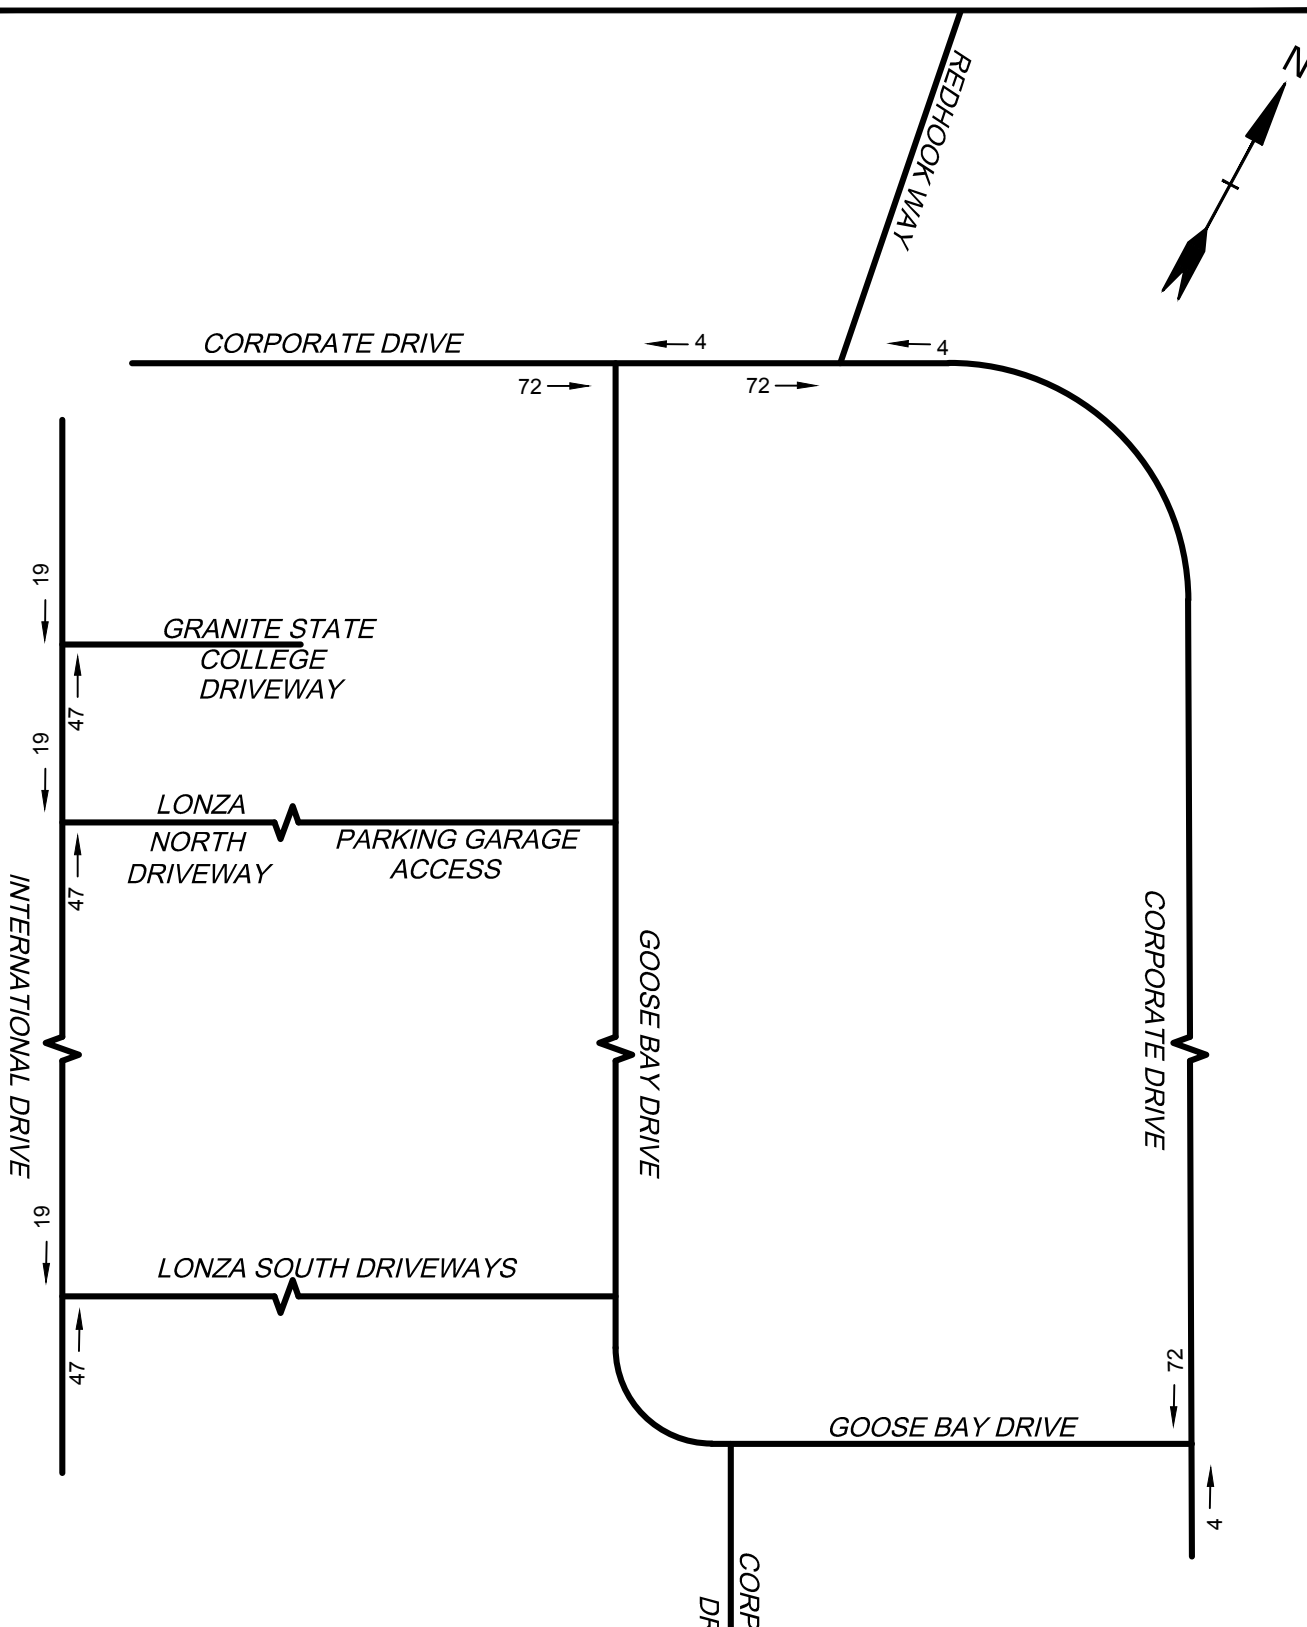 N
REDHOOK WAY
CORPORATE DRIVE
4
4
72
72
19
GRANITE STATE
COLLEGE
DRIVEWAY
47
19
LONZA
NORTH
DRIVEWAY
PARKING GARAGE
ACCESS
47
INTERNATIONAL DRIVE
GOOSE BAY DRIVE
CORPORATE DRIVE
19
LONZA SOUTH DRIVEWAYS
47
72
GOOSE BAY DRIVE
4
CORP
DR